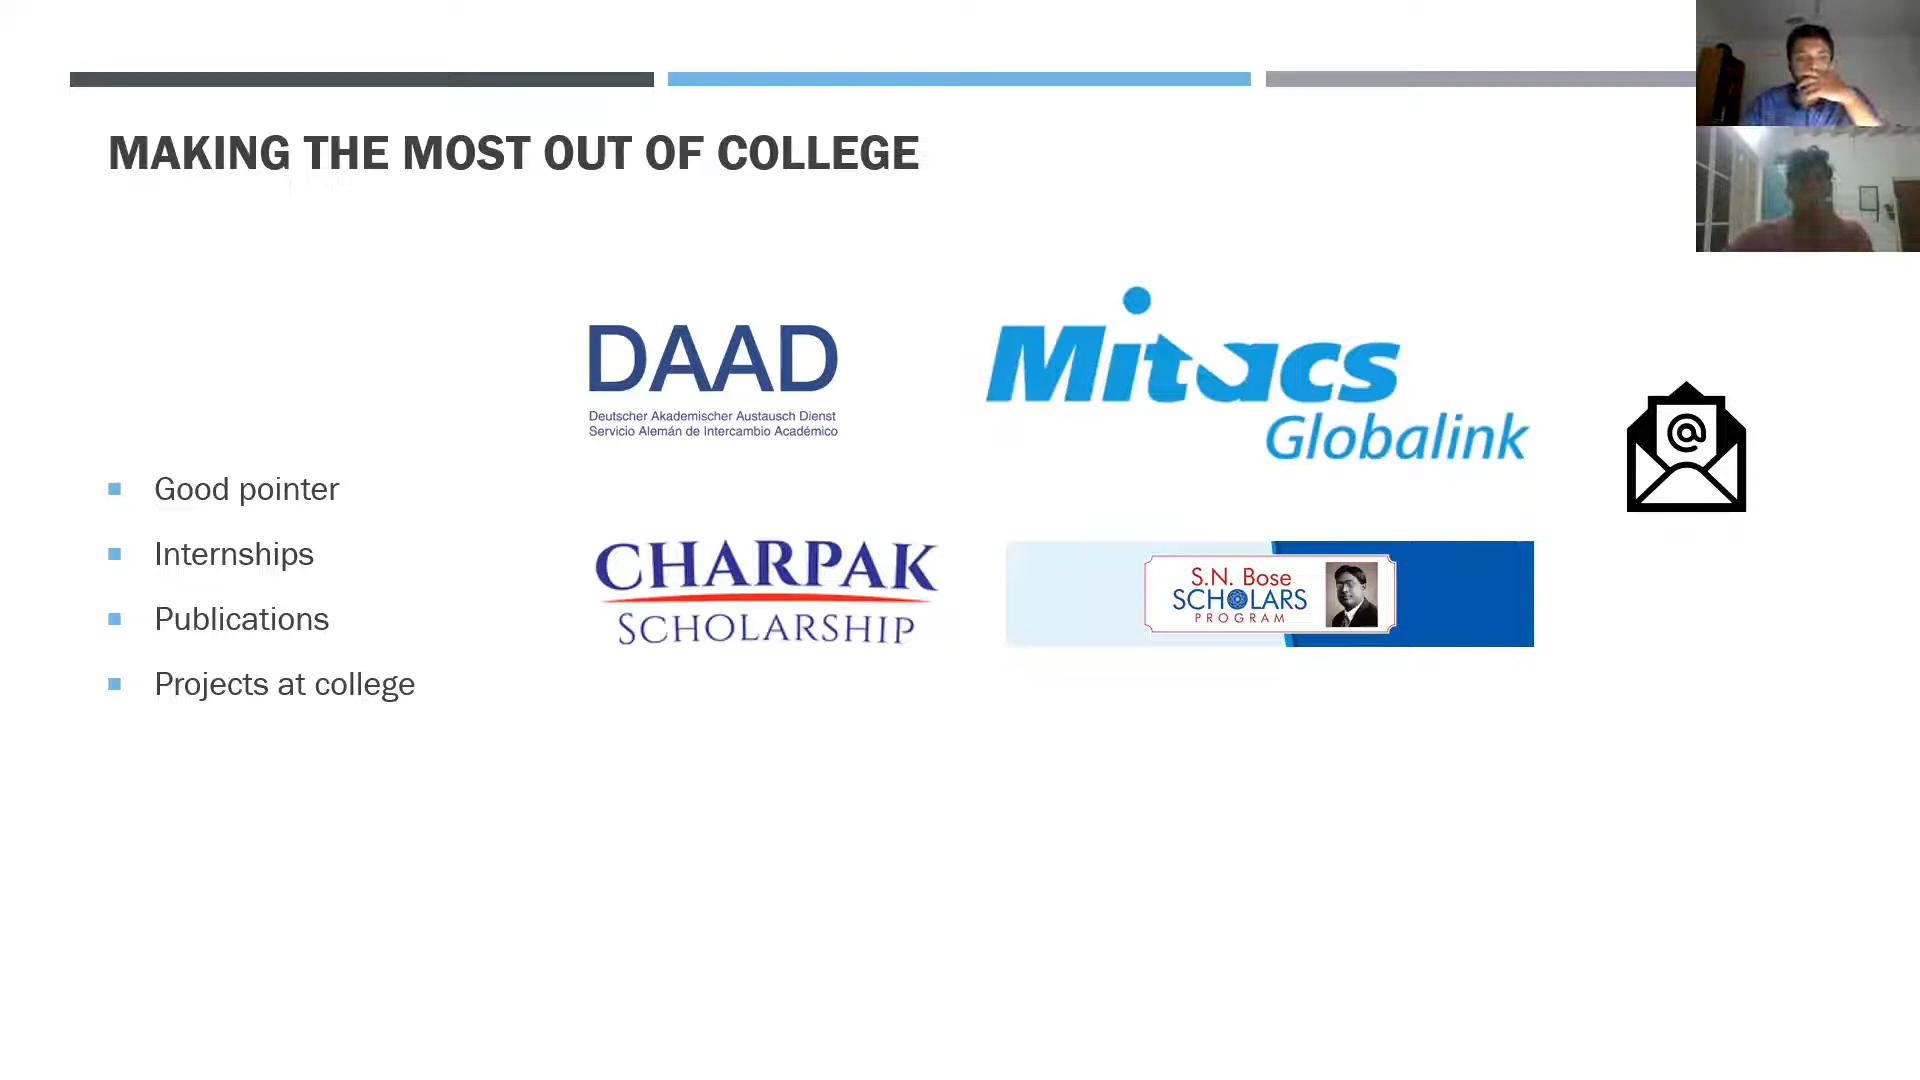 MAKING THE MOST OUT OF COLLEGE
DAAD
Deutscher Akademischer Austausch Dienst
Servicio Alemán de Intercambio Académico
Mitacs
Globalink
@
Good pointer
Internships
Publications
Projects at college
CHARPAK
SCHOLARSHIP
S.N. Bose
SCHOLARS
PROGRAM